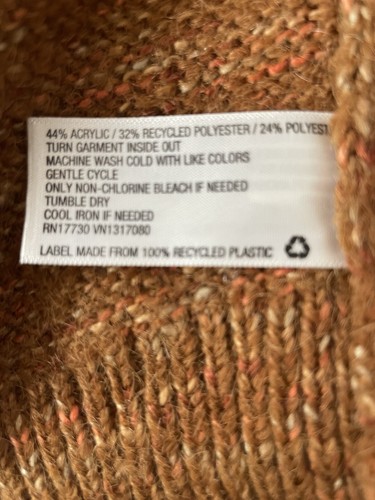 44% ACRYLIC / 32% RECYCLED POLYESTER / 24% POLYEST
TURN GARMENT INSIDE OUT
MACHINE WASH COLD WITH LIKE COLORS
GENTLE CYCLE
ONLY NON-CHLORINE BLEACH IF NEEDED
TUMBLE DRY
COOL IRON IF NEEDED
RN17730 VN1317080
LABEL MADE FROM 100% RECYCLED PLASTIC